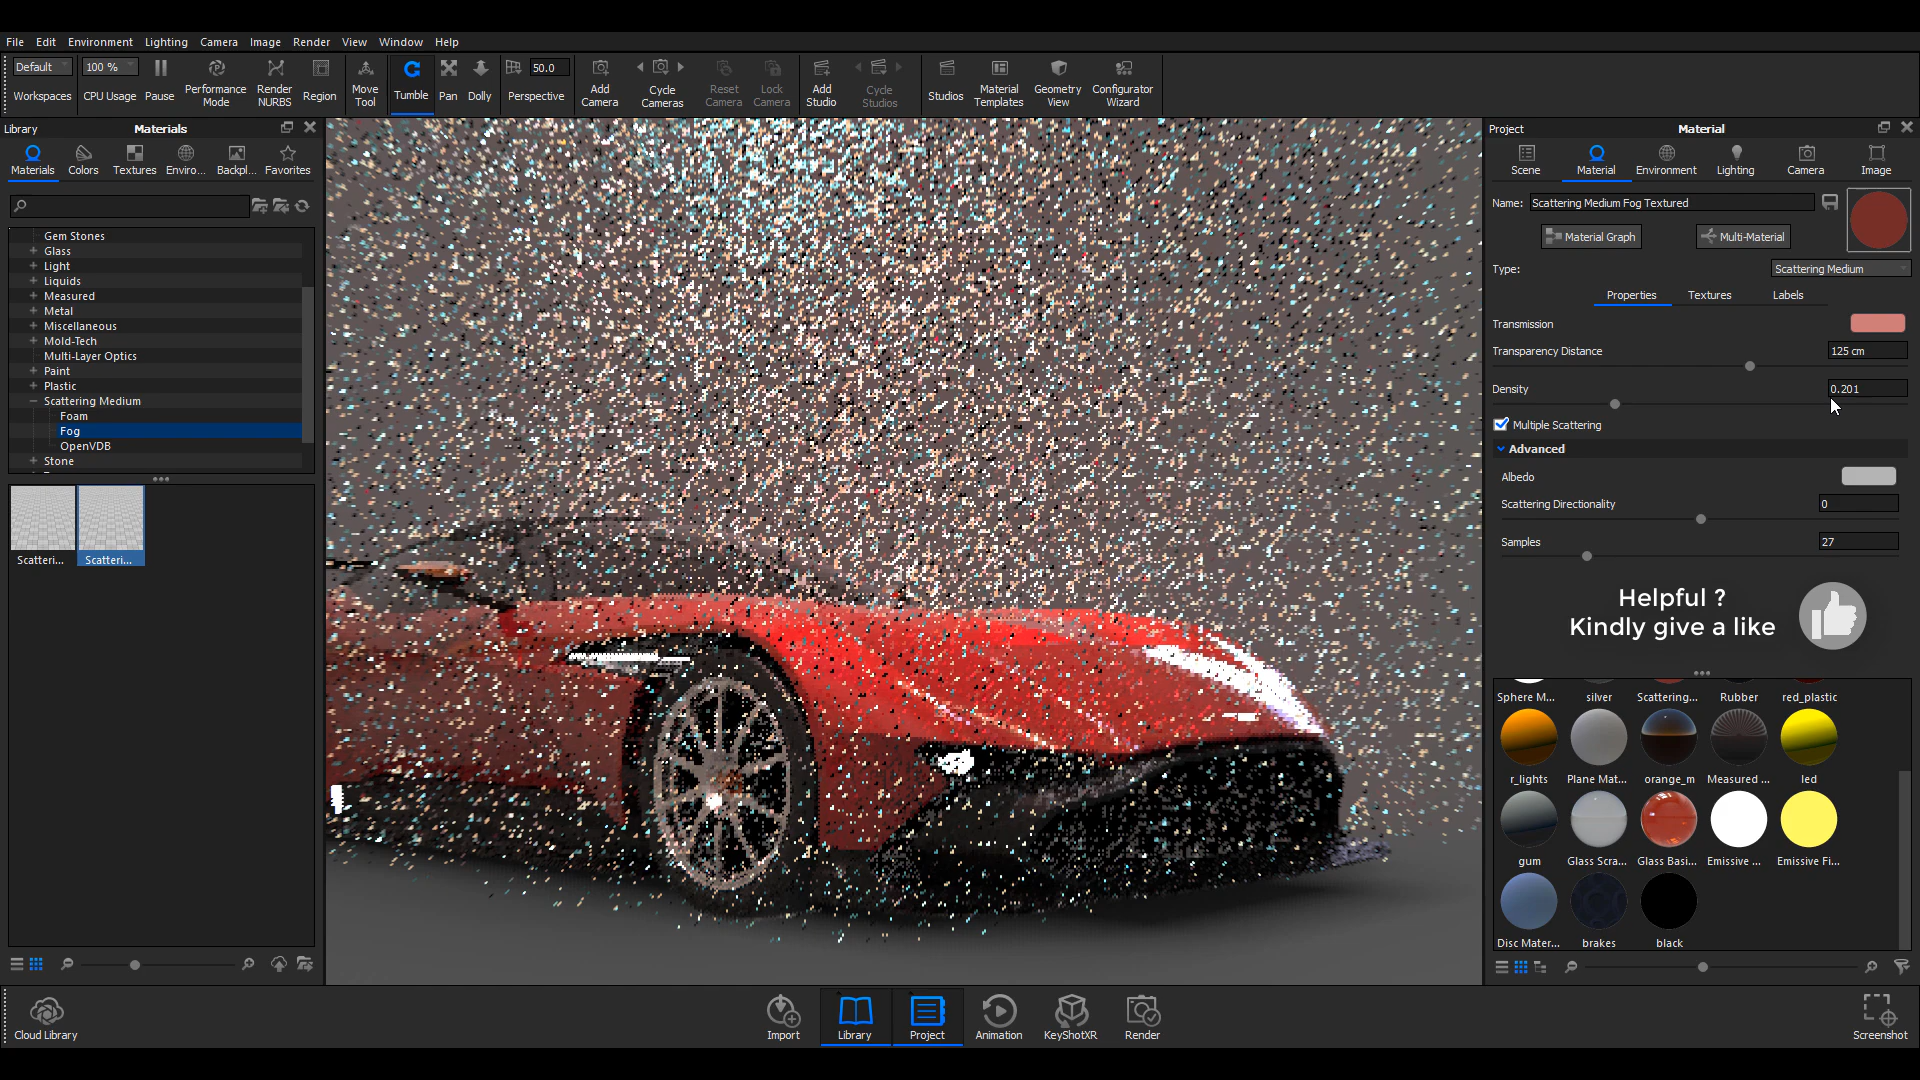 File Edit Environment Lighting Camera Image Render View Window Help
Default 100 % 50.0
Workspaces CPU Usage Pause Performance Mode Render NURBS Region Move Tool Tumble Pan Dolly Perspective Add Camera Cycle Cameras Reset Camera Lock Camera Add Studio Cycle Studios Studios Material Templates Geometry View Configurator Wizard
Library Materials
Materials Colors Textures Enviro... Backpl... Favorites
Gem Stones
Glass
Light
Liquids
Measured
Metal
Miscellaneous
Mold-Tech
Multi-Layer Optics
Paint
Plastic
Scattering Medium
Foam
Fog
OpenVDB
Stone
Scatteri... Scatteri...
Project Material
Scene Material Environment Lighting Camera Image
Name: Scattering Medium Fog Textured
Material Graph Multi-Material
Type: Scattering Medium
Properties Textures Labels
Transmission
Transparency Distance 125 cm
Density 0.201
Multiple Scattering
Advanced
Albedo
Scattering Directionality 0
Samples 27
Helpful ?
Kindly give a like
Sphere M... silver Scattering... Rubber red_plastic
r_lights Plane Mat... orange_m Measured ... led
gum Glass Scra... Glass Basi... Emissive ... Emissive Fi...
Disc Mater... brakes black
Cloud Library Import Library Project Animation KeyShotXR Render Screenshot